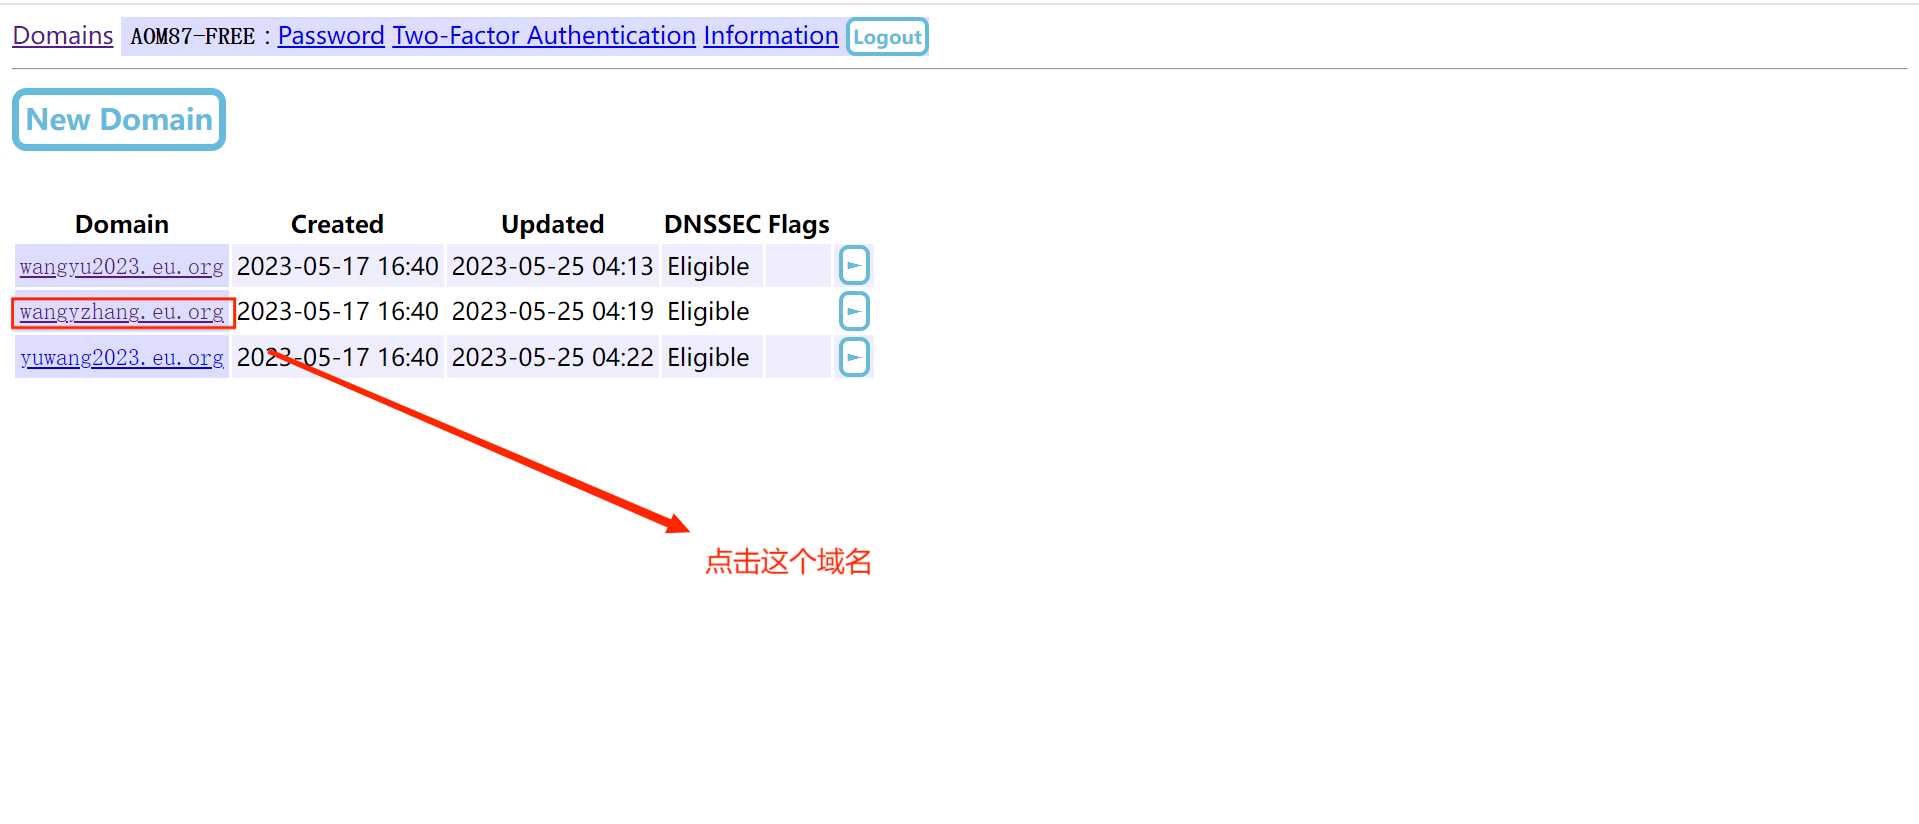 Domains AOM87-FREE : Password Two-Factor Authentication Information Logout
New Domain
Domain Created Updated DNSSEC Flags
wangyu2023.eu.org 2023-05-17 16:40 2023-05-25 04:13 Eligible
wangyzhang.eu.org 2023-05-17 16:40 2023-05-25 04:19 Eligible
yuwang2023.eu.org 2023-05-17 16:40 2023-05-25 04:22 Eligible
点击这个域名